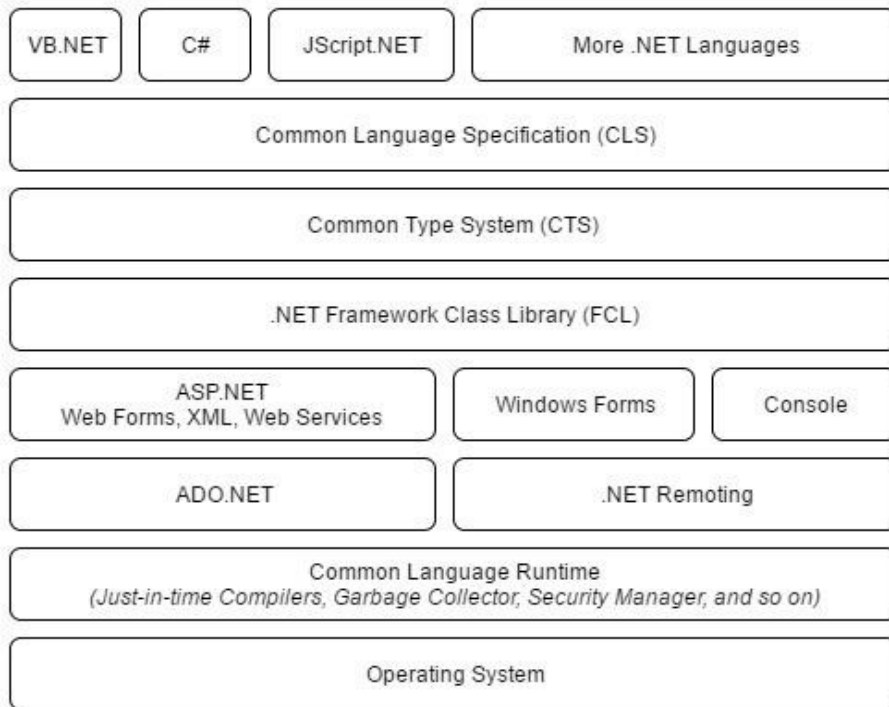 VB.NET
C#
JScript.NET
More .NET Languages
Common Language Specification (CLS)
Common Type System (CTS)
.NET Framework Class Library (FCL)
ASP.NET
Web Forms, XML, Web Services
Windows Forms
Console
ADO.NET
.NET Remoting
Common Language Runtime
(Just-in-time Compilers, Garbage Collector, Security Manager, and so on)
Operating System